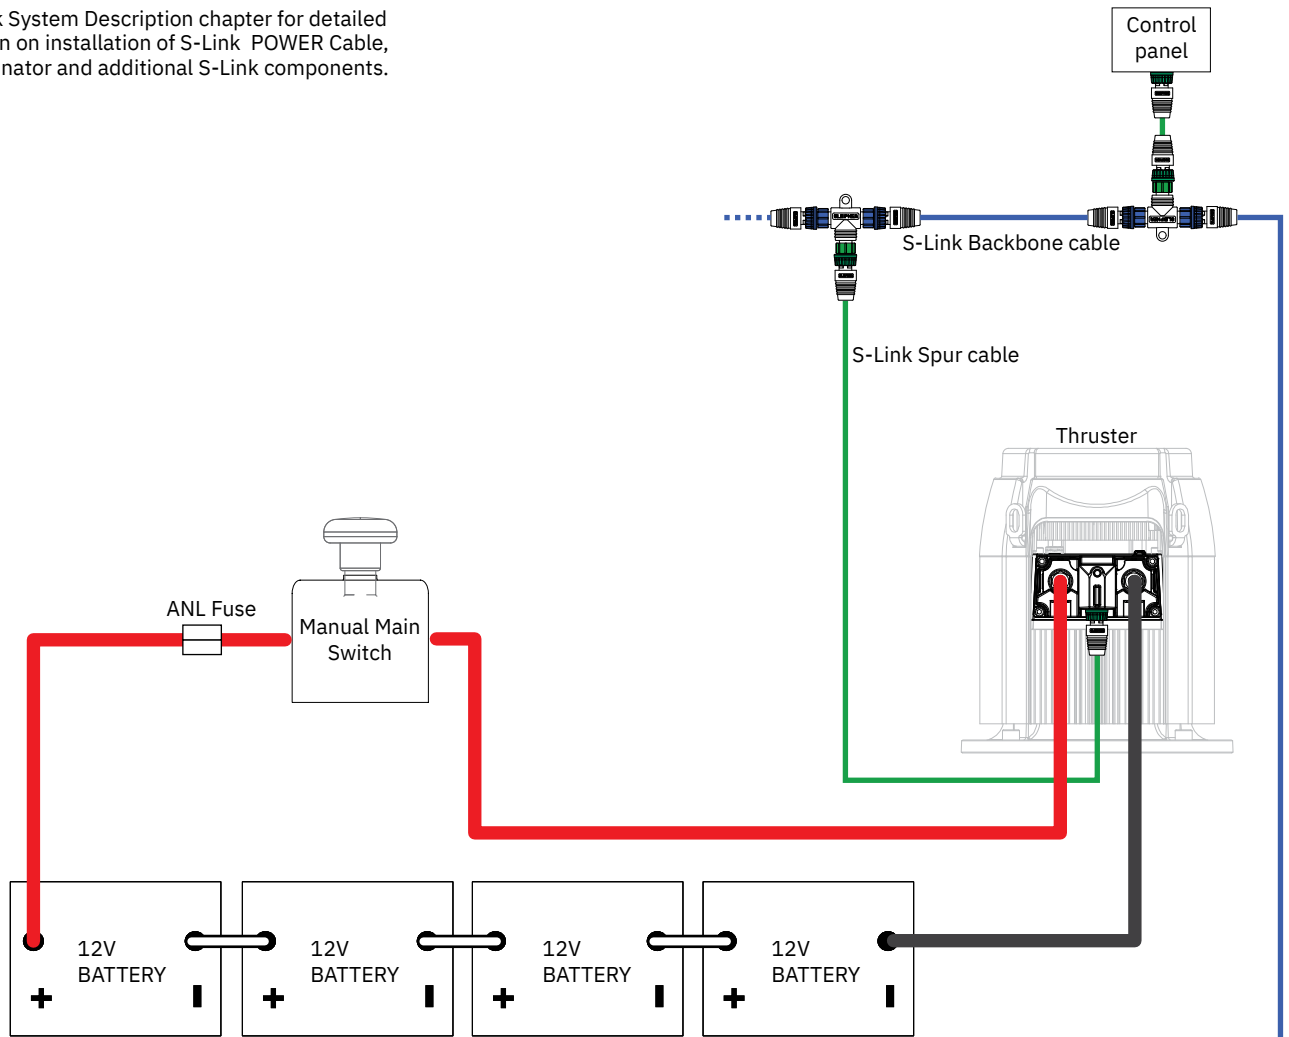 System Description chapter for detailed
on installation of S-Link POWER Cable,
and additional S-Link components.
Control
panel
S-Link Backbone cable
S-Link Spur cable
Thruster
ANL Fuse
Manual Main
Switch
12V
BATTERY
+ -
12V
BATTERY
+ -
12V
BATTERY
+ -
12V
BATTERY
+ -